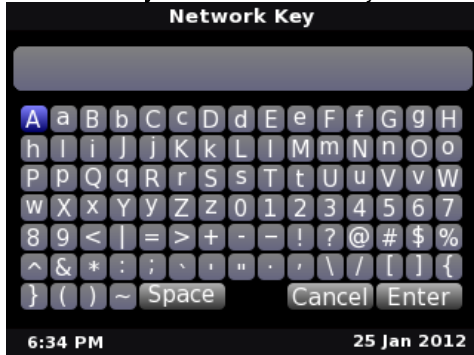 Network Key
A a B b C c D d E e F f G g H
h I i J j K k L l M m N n O o
P p Q q R r S s T t U u V v W
w X x Y y Z z 0 1 2 3 4 5 6 7
8 9 < | = > + - – ! ? @ # $ %
^ & * : ; ` ' " . , \ / [ ] {
} ( ) ~ Space Cancel Enter
6:34 PM 25 Jan 2012